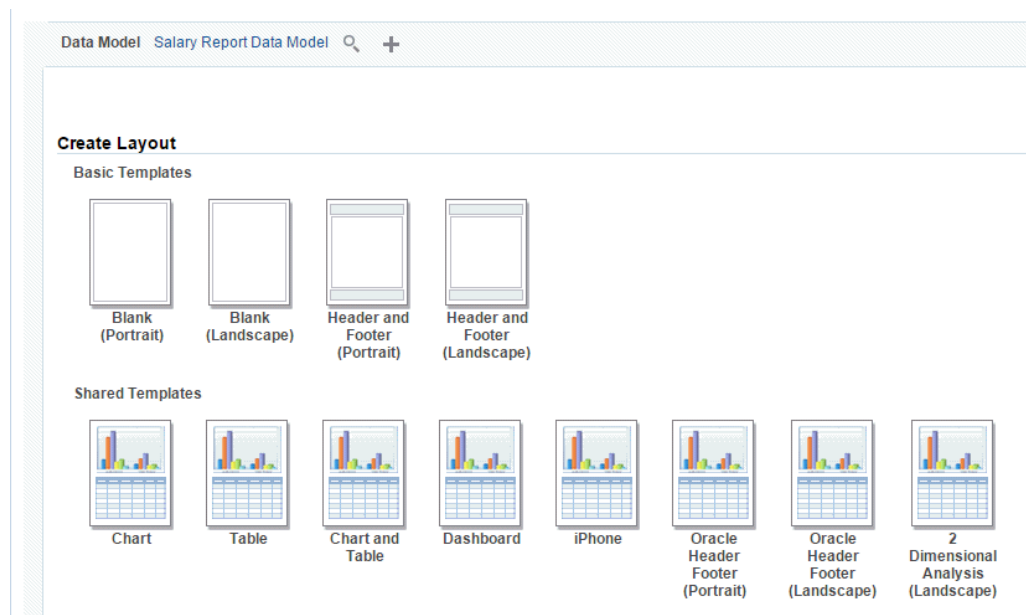 Data Model Salary Report Data Model
Create Layout
Basic Templates
Blank
(Portrait)
Blank
(Landscape)
Header and
Footer
(Portrait)
Header and
Footer
(Landscape)
Shared Templates
Chart
Table
Chart and
Table
Dashboard
iPhone
Oracle
Header
Footer
(Portrait)
Oracle
Header
Footer
(Landscape)
2
Dimensional
Analysis
(Landscape)